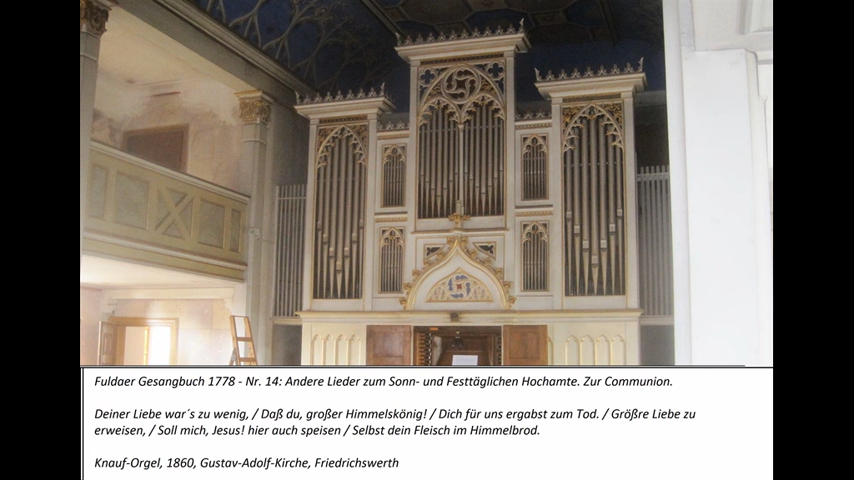 Fuldaer Gesangbuch 1778 - Nr. 14: Andere Lieder zum Sonn- und Festtäglichen Hochamte. Zur Communion.
Deiner Liebe war´s zu wenig, / Daß du, großer Himmelskönig! / Dich für uns ergabst zum Tod. / Größre Liebe zu
erweisen, / Soll mich, Jesus! hier auch speisen / Selbst dein Fleisch im Himmelbrod.
Knauf-Orgel, 1860, Gustav-Adolf-Kirche, Friedrichswerth